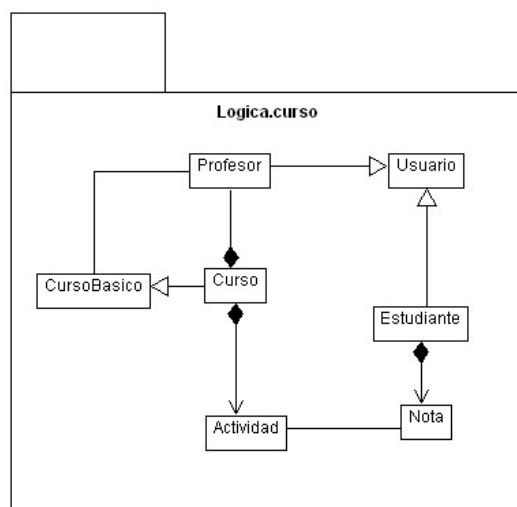 Logica.curso
Profesor
Usuario
CursoBasico
Curso
Estudiante
Actividad
Nota